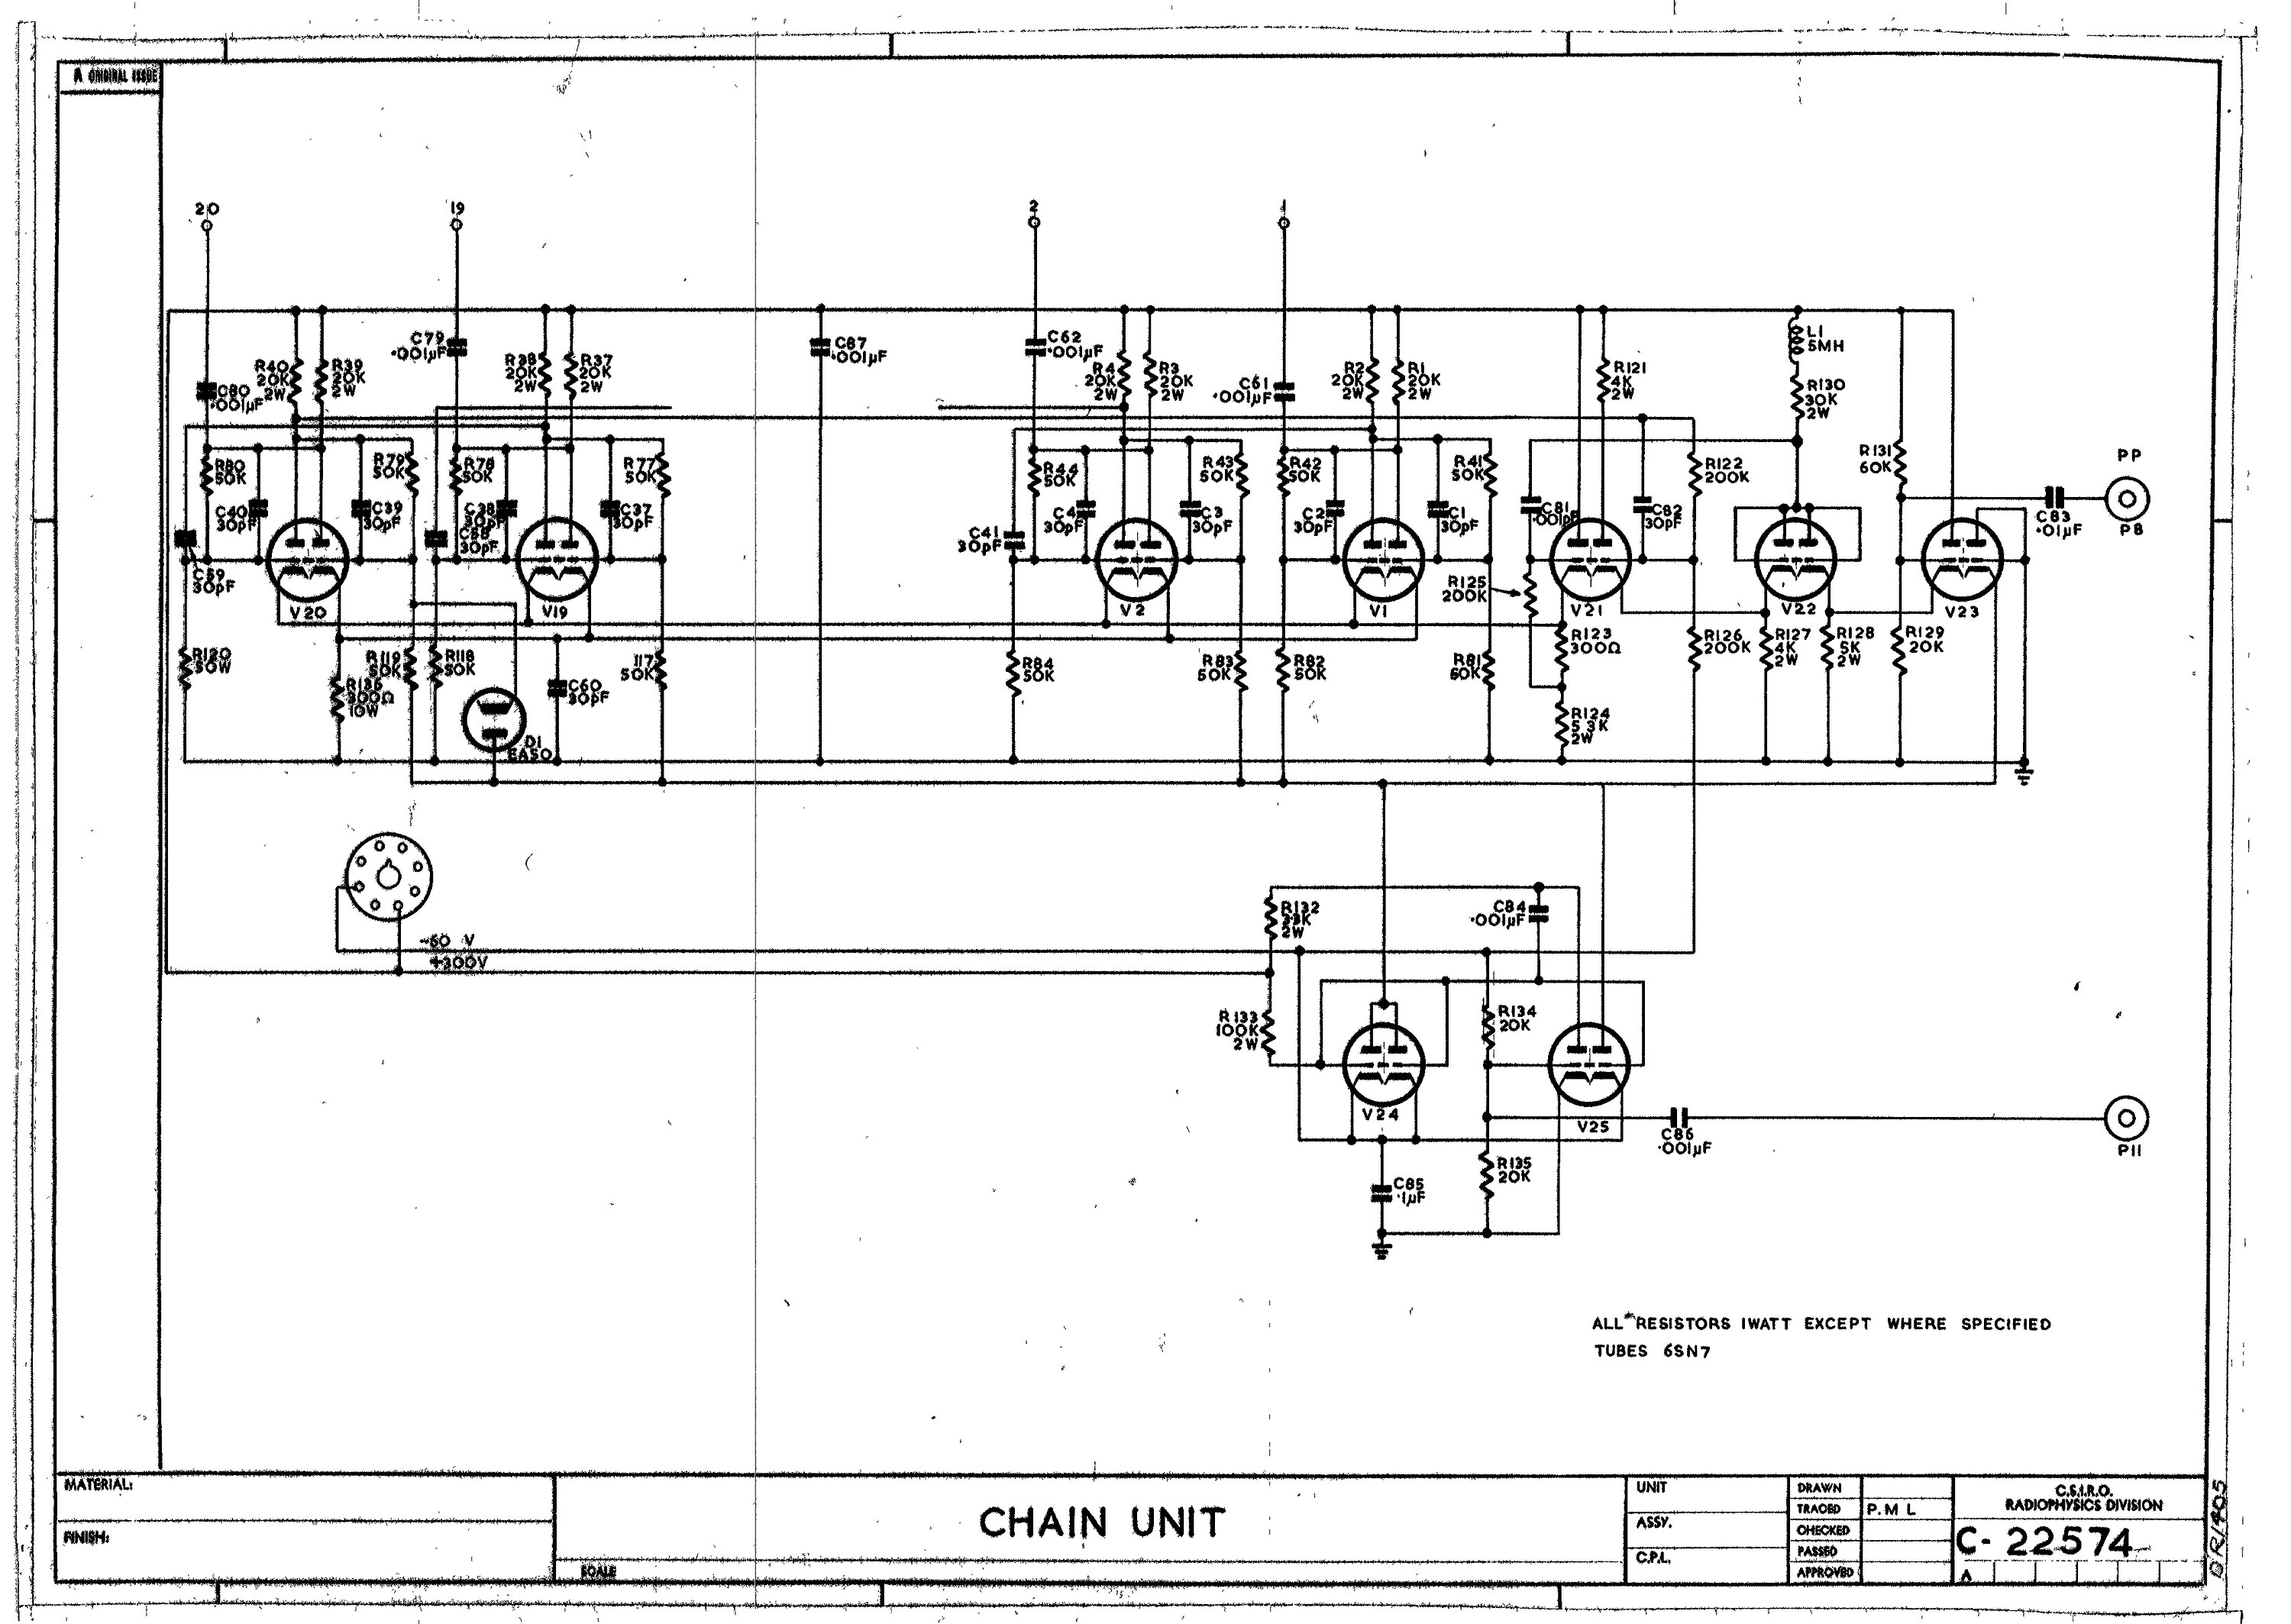 A ORIGINAL ISSUE
20
19
2
1
C80
.001µF
R40
20K
2W
R39
20K
2W
C79
.001µF
R38
20K
2W
R37
20K
2W
C87
.001µF
C62
.001µF
R4
20K
2W
R3
20K
2W
C61
.001µF
R2
20K
2W
R1
20K
2W
R121
4K
2W
L1
5MH
R130
30K
2W
R131
60K
PP
P8
C83
.01µF
R80
50K
C40
30pF
R79
50K
C39
30pF
R78
50K
C38
30pF
R77
50K
C37
30pF
C59
30pF
C58
30pF
V20
V19
R44
50K
C4
30pF
R43
50K
C3
30pF
C41
30pF
V2
R42
50K
C2
30pF
R41
50K
C1
30pF
V1
C81
.001µF
C82
30pF
R122
200K
R125
200K
V21
V22
V23
R120
50W
R136
300Ω
10W
R119
50K
R118
50K
D1
EA50
C60
30pF
117
50K
R84
50K
R83
50K
R82
50K
R81
50K
R123
300Ω
R124
5.3K
2W
R126
200K
R127
4K
2W
R128
5K
2W
R129
20K
-50 V
+300V
R132
33K
2W
C84
.001µF
R133
100K
2W
R134
20K
V24
V25
C86
.001µF
P11
R135
20K
C85
.1µF
ALL RESISTORS 1WATT EXCEPT WHERE SPECIFIED
TUBES 6SN7
MATERIAL:
FINISH:
CHAIN UNIT
SCALE
UNIT
ASSY.
C.P.L.
DRAWN
TRACED P.M L
CHECKED
PASSED
APPROVED
C.S.I.R.O.
RADIOPHYSICS DIVISION
C- 22574
A